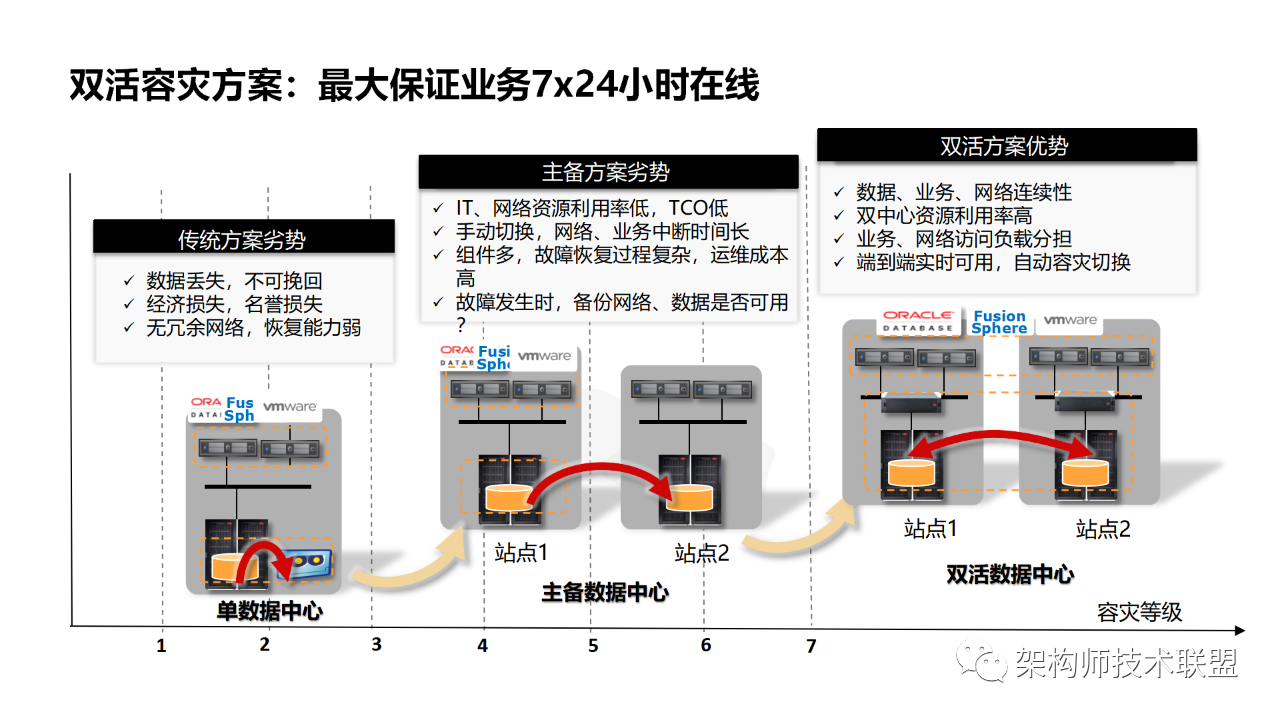 双活容灾方案：最大保证业务7x24小时在线
传统方案劣势
数据丢失，不可挽回
经济损失，名誉损失
无冗余网络，恢复能力弱
主备方案劣势
IT、网络资源利用率低，TCO低
手动切换，网络、业务中断时间长
组件多，故障恢复过程复杂，运维成本
高
故障发生时，备份网络、数据是否可用
？
双活方案优势
数据、业务、网络连续性
双中心资源利用率高
业务、网络访问负载分担
端到端实时可用，自动容灾切换
ORA
DATAI
Fus
Sph
vmware
单数据中心
ORAC
DATAB
Fusi
Sphe
vmware
站点1
站点2
主备数据中心
ORACLE
DATABASE
Fusion
Sphere
vmware
站点1
站点2
双活数据中心
容灾等级
1 2 3 4 5 6 7
架构师技术联盟